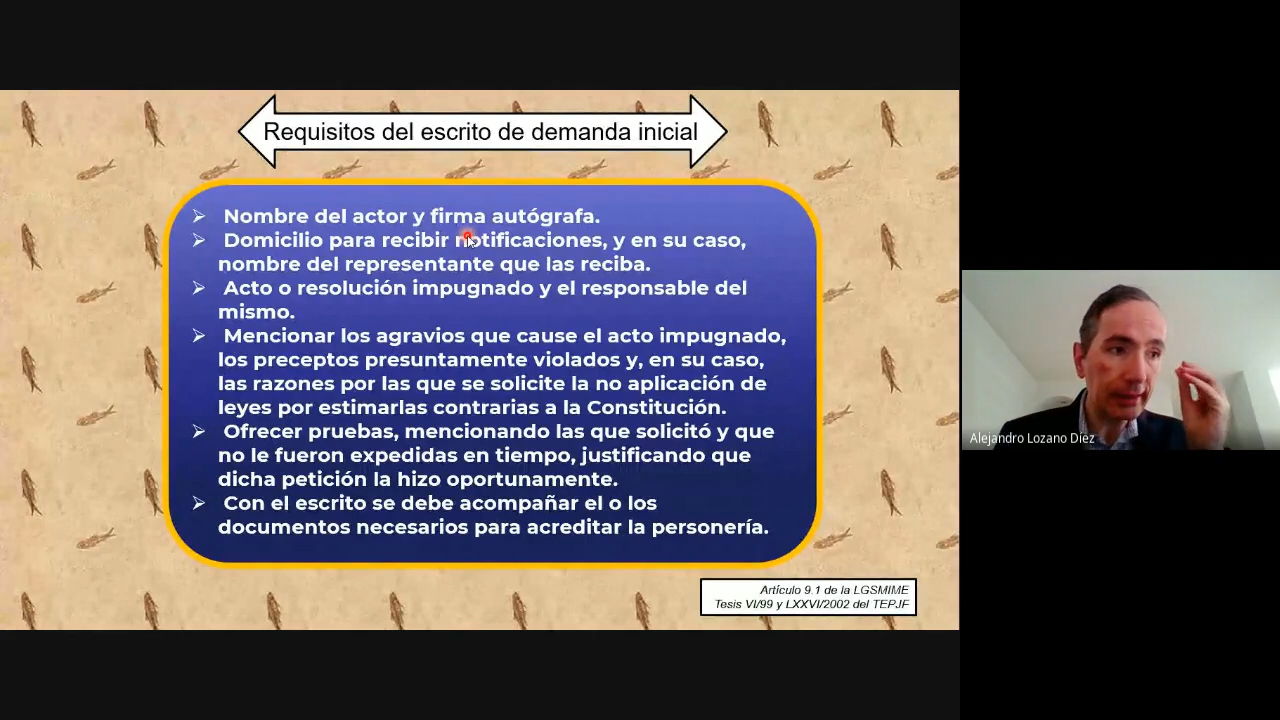 Requisitos del escrito de demanda inicial
➢ Nombre del actor y firma autógrafa.
➢ Domicilio para recibir notificaciones, y en su caso,
nombre del representante que las reciba.
➢ Acto o resolución impugnado y el responsable del
mismo.
➢ Mencionar los agravios que cause el acto impugnado,
los preceptos presuntamente violados y, en su caso,
las razones por las que se solicite la no aplicación de
leyes por estimarlas contrarias a la Constitución.
➢ Ofrecer pruebas, mencionando las que solicitó y que
no le fueron expedidas en tiempo, justificando que
dicha petición la hizo oportunamente.
➢ Con el escrito se debe acompañar el o los
documentos necesarios para acreditar la personería.
Artículo 9.1 de la LGSMIME
Tesis VI/99 y LXXVI/2002 del TEPJF
Alejandro Lozano Díez